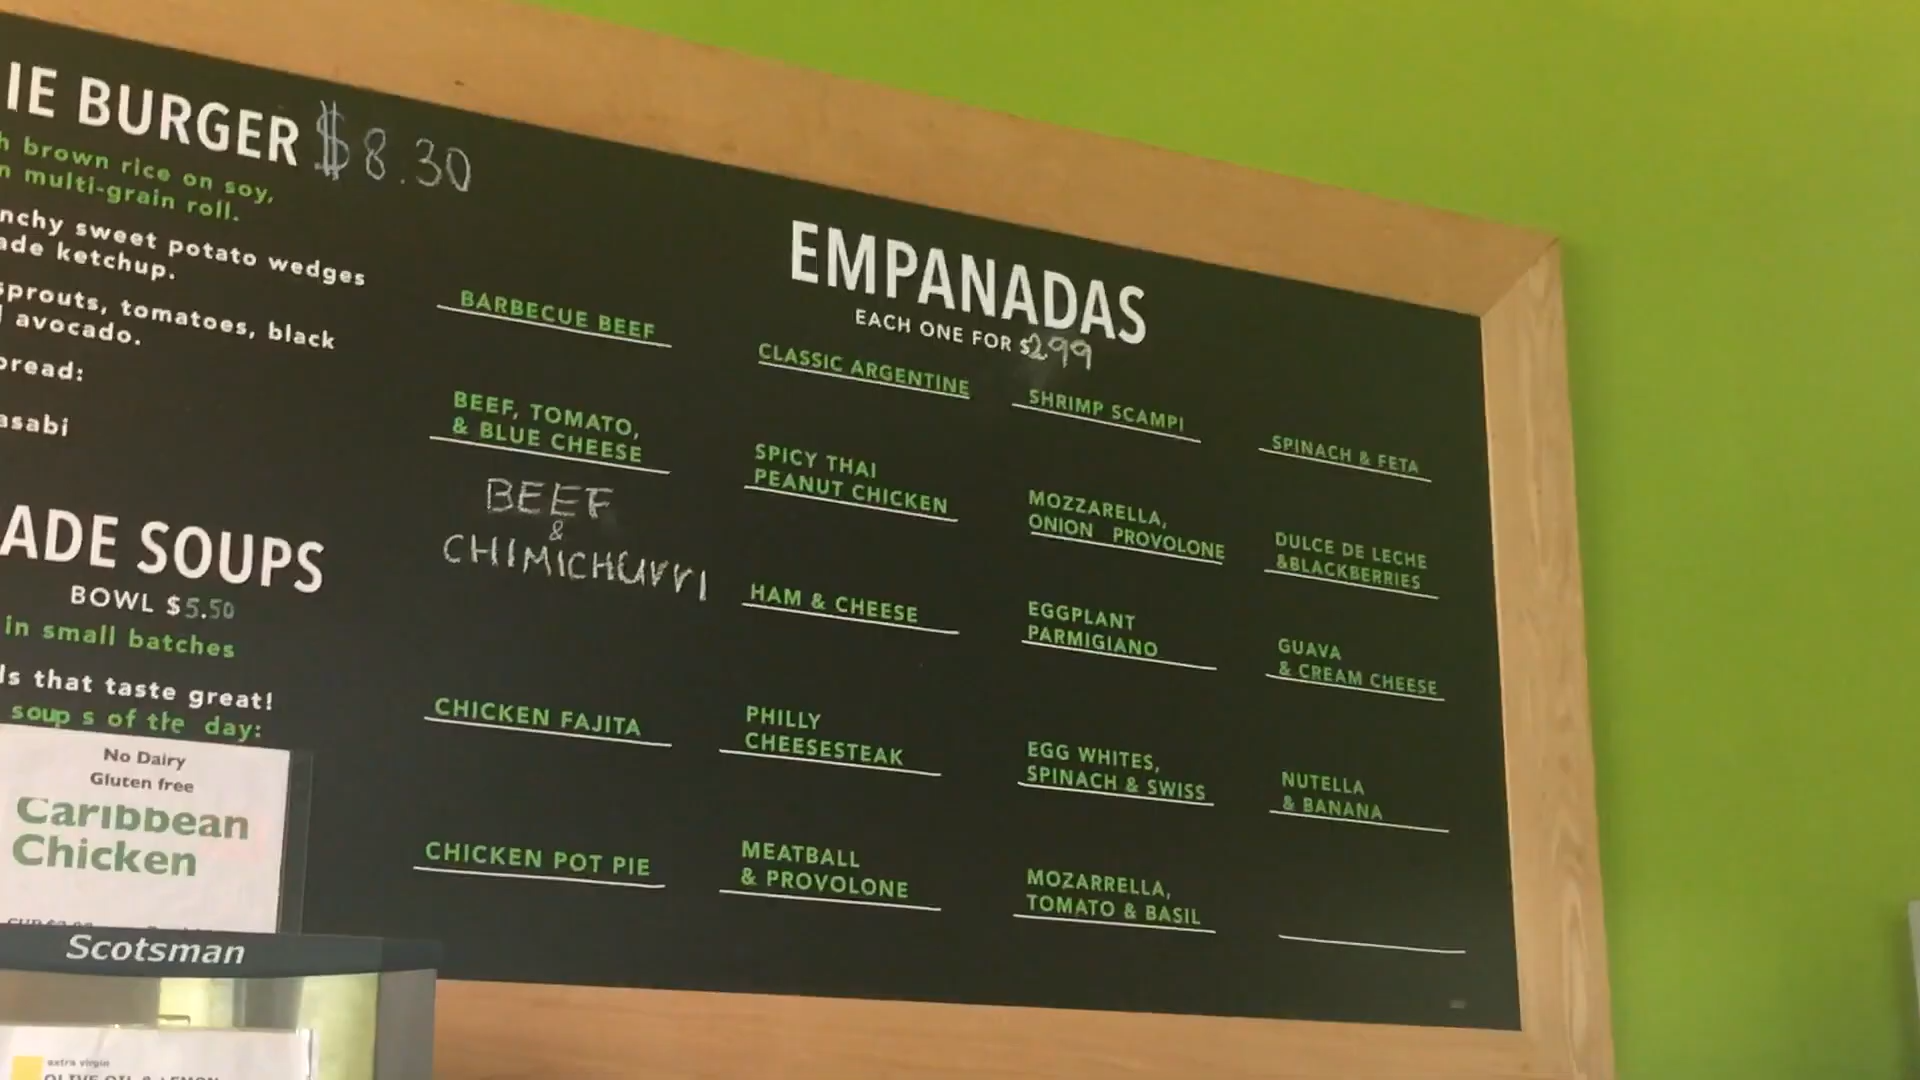 IE BURGER $8.30
brown rice on soy,
multi-grain roll.
sweet potato wedges
ketchup.
sprouts, tomatoes, black
avocado.
ADE SOUPS
BOWL $5.50
in small batches
that taste great!
soup s of the day:
No Dairy
Gluten free
Caribbean
Chicken
Scotsman
extra virgin
OLIVE OIL & LEMON
EMPANADAS
EACH ONE FOR $2.99
BARBECUE BEEF
BEEF, TOMATO,
& BLUE CHEESE
BEEF
&
CHIMICHURRI
CHICKEN FAJITA
CHICKEN POT PIE
CLASSIC ARGENTINE
SPICY THAI
PEANUT CHICKEN
HAM & CHEESE
PHILLY
CHEESESTEAK
MEATBALL
& PROVOLONE
SHRIMP SCAMPI
MOZZARELLA,
ONION PROVOLONE
EGGPLANT
PARMIGIANO
EGG WHITES,
SPINACH & SWISS
MOZARRELLA,
TOMATO & BASIL
SPINACH & FETA
DULCE DE LECHE
&BLACKBERRIES
GUAVA
& CREAM CHEESE
NUTELLA
& BANANA